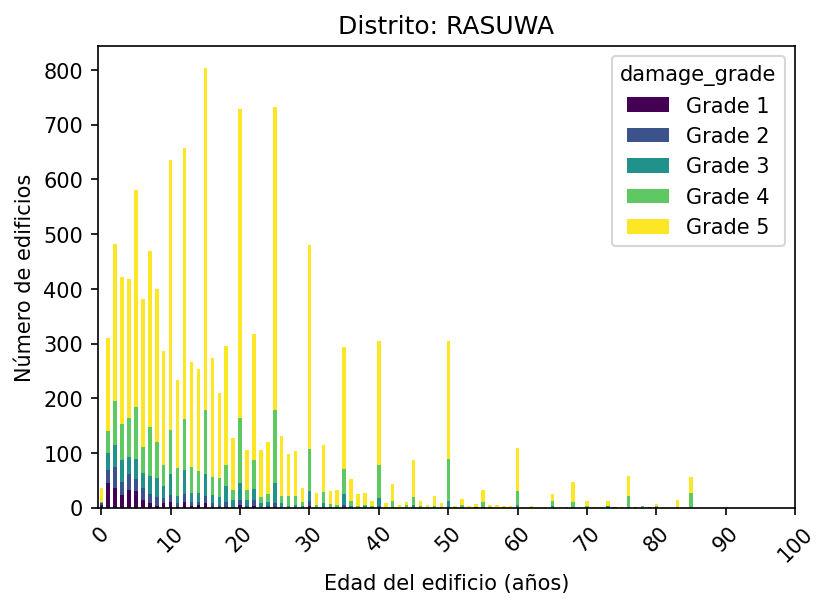 Distrito: RASUWA
800
700
600
500
400
300
200
100
0
Número de edificios
damage_grade
Grade 1
Grade 2
Grade 3
Grade 4
Grade 5
0 10 20 30 40 50 60 70 80 90 100
Edad del edificio (años)